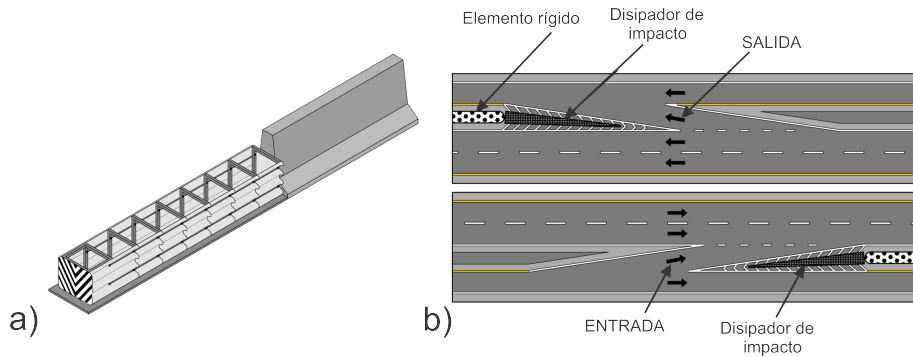 Elemento rígido
Disipador de
impacto
SALIDA
a)
b)
ENTRADA
Disipador de
impacto